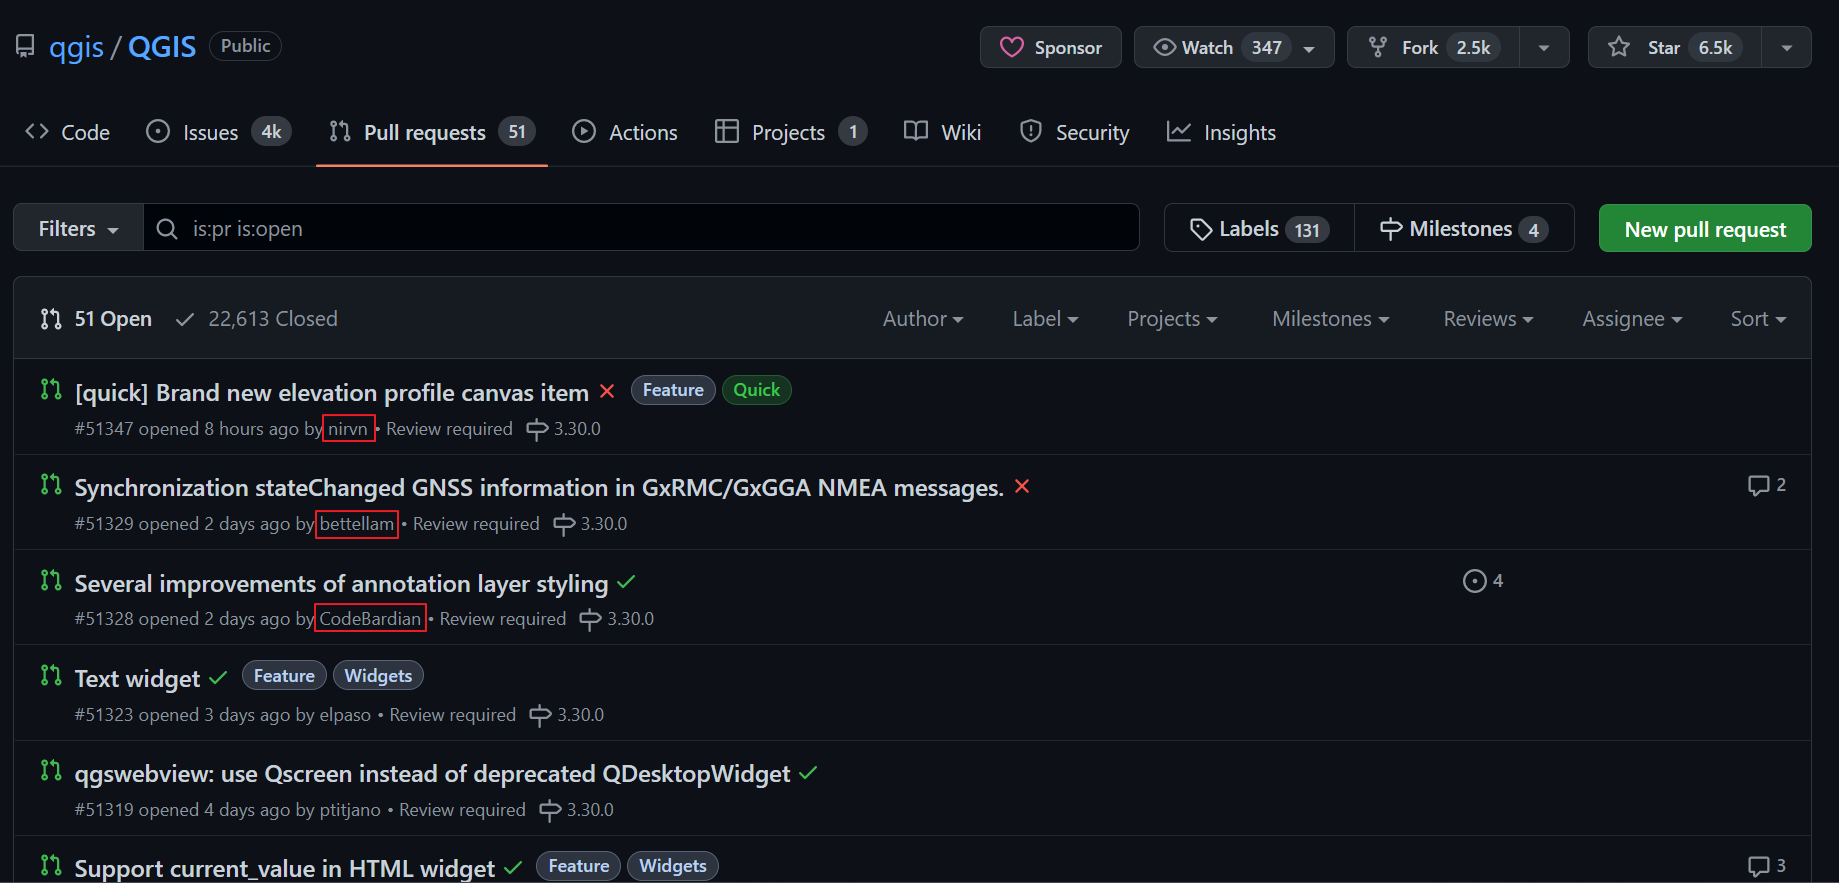 qgis / QGIS Public
Sponsor Watch 347 Fork 2.5k Star 6.5k
Code Issues 4k Pull requests 51 Actions Projects 1 Wiki Security Insights
Filters is:pr is:open Labels 131 Milestones 4 New pull request
51 Open 22,613 Closed Author Label Projects Milestones Reviews Assignee Sort
[quick] Brand new elevation profile canvas item Feature Quick
#51347 opened 8 hours ago by nirvn • Review required 3.30.0
Synchronization stateChanged GNSS information in GxRMC/GxGGA NMEA messages. 2
#51329 opened 2 days ago by bettellam • Review required 3.30.0
Several improvements of annotation layer styling 4
#51328 opened 2 days ago by CodeBardian • Review required 3.30.0
Text widget Feature Widgets
#51323 opened 3 days ago by elpaso • Review required 3.30.0
qgswebview: use Qscreen instead of deprecated QDesktopWidget
#51319 opened 4 days ago by ptitjano • Review required 3.30.0
Support current_value in HTML widget Feature Widgets 3